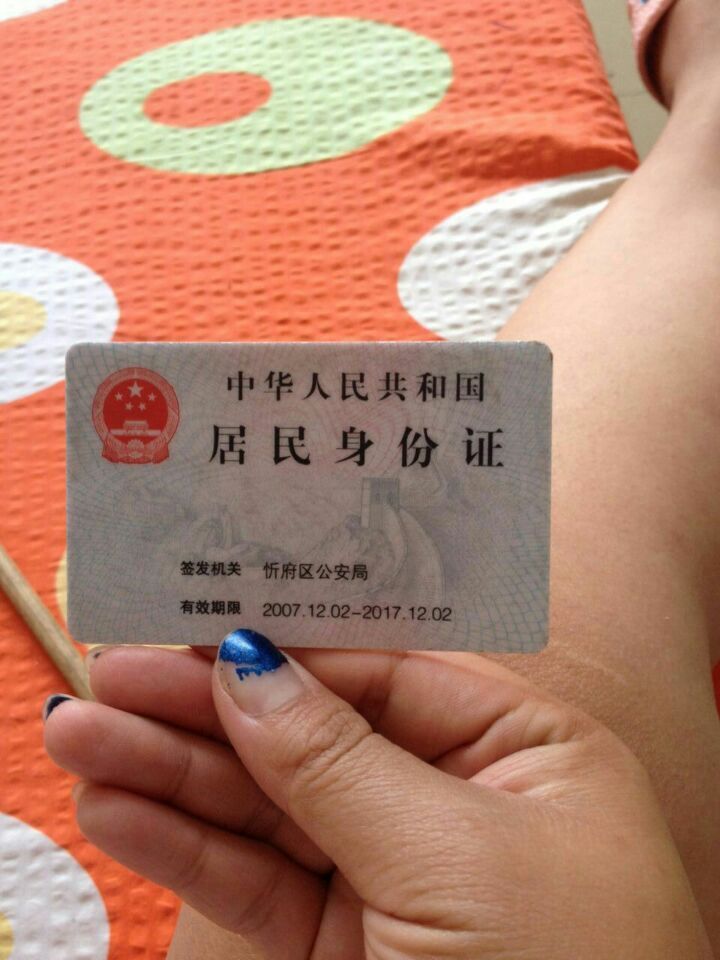 中华人民共和国
居民身份证
签发机关 忻府区公安局
有效期限 2007.12.02-2017.12.02